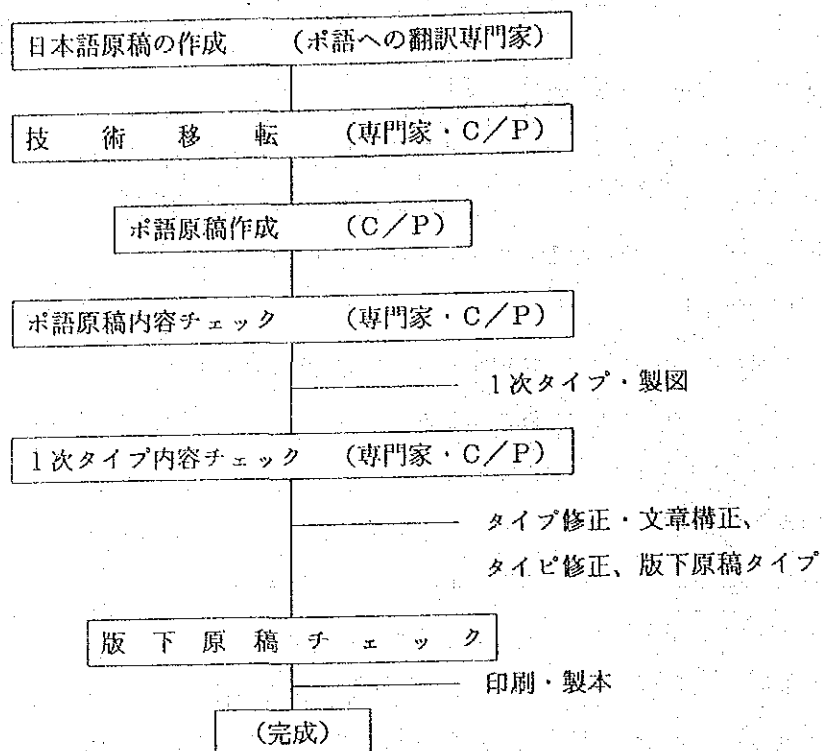 日本語原稿の作成　(ポ語への翻訳専門家)
技術移転　(専門家・C／P)
ポ語原稿作成　(C／P)
ポ語原稿内容チェック　(専門家・C／P)
1次タイプ・製図
1次タイプ内容チェック　(専門家・C／P)
タイプ修正・文章構正、
タイピ修正、版下原稿タイプ
版下原稿チェック
印刷・製本
(完成)